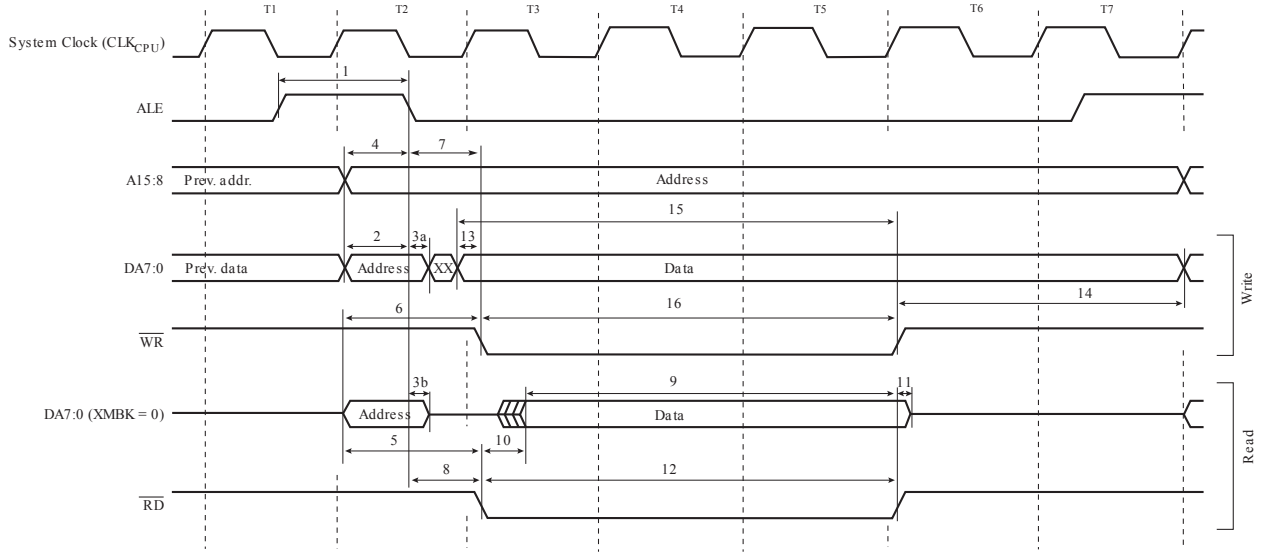 T1 T2 T3 T4 T5 T6 T7
System Clock (CLKCPU)
1
ALE
4 7
A15:8 Prev. addr. Address
15
2 3a 13
DA7:0 Prev. data Address XX Data
14
Write
6 16
WR
3b 9 11
DA7:0 (XMBK = 0) Address Data
5 10
Read
8 12
RD